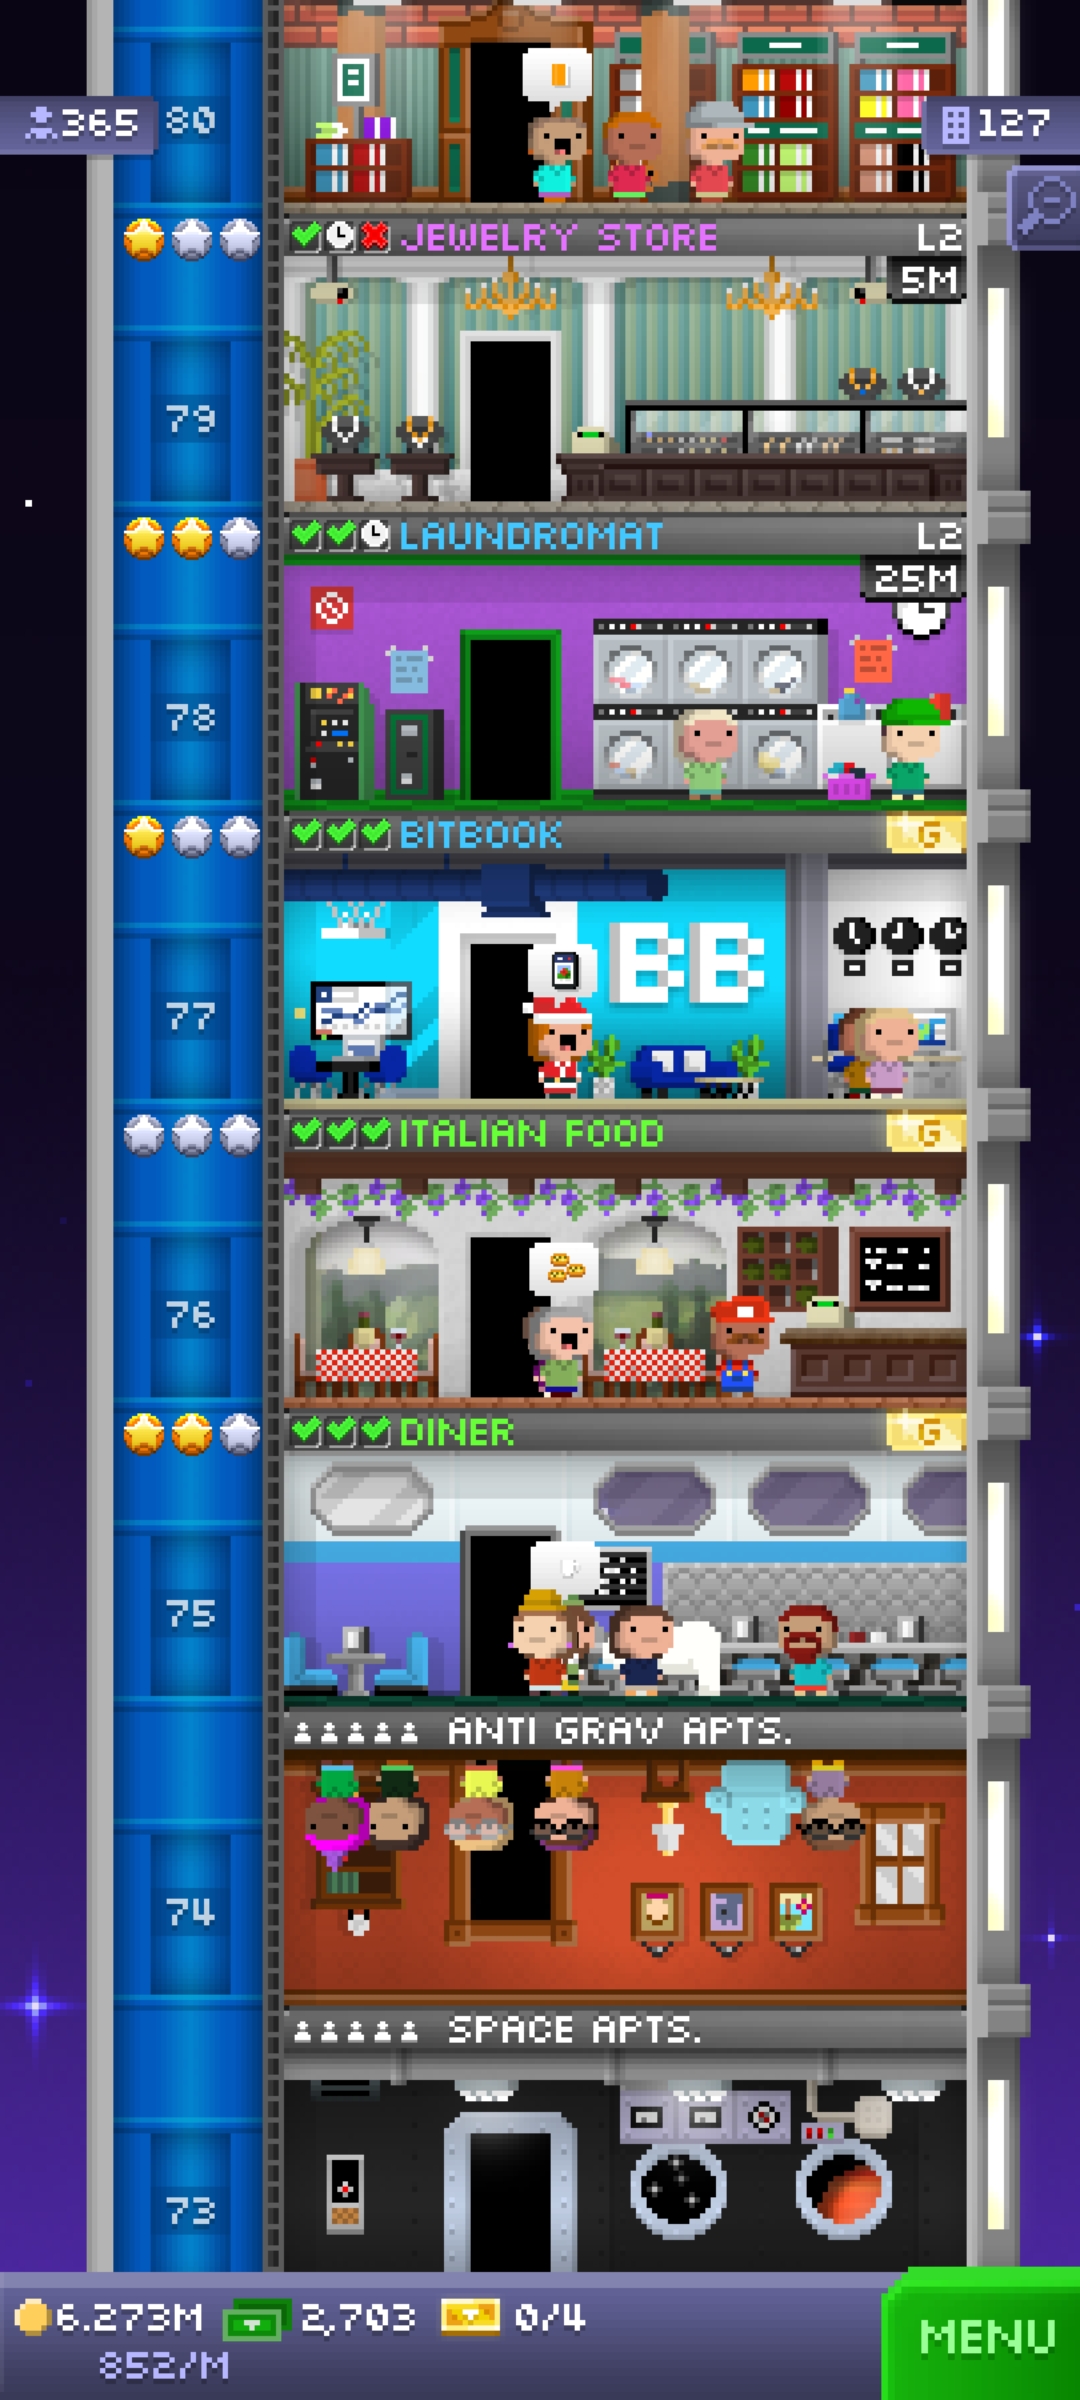 365
80
127
JEWELRY STORE
L2
5M
79
LAUNDROMAT
L2
25M
78
BITBOOK
G
BB
77
ITALIAN FOOD
G
76
DINER
G
75
ANTI GRAV APTS.
74
SPACE APTS.
73
6.273M
2,703
0/4
852/M
MENU